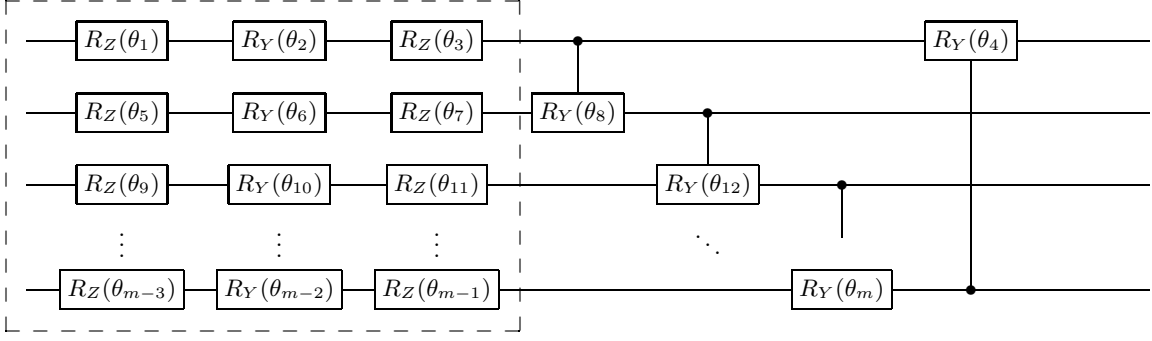 R_Z(θ_1) R_Y(θ_2) R_Z(θ_3) R_Y(θ_4)
R_Z(θ_5) R_Y(θ_6) R_Z(θ_7) R_Y(θ_8)
R_Z(θ_9) R_Y(θ_10) R_Z(θ_11) R_Y(θ_12)
⋮ ⋮ ⋮ ⋱
R_Z(θ_{m−3}) R_Y(θ_{m−2}) R_Z(θ_{m−1}) R_Y(θ_m)